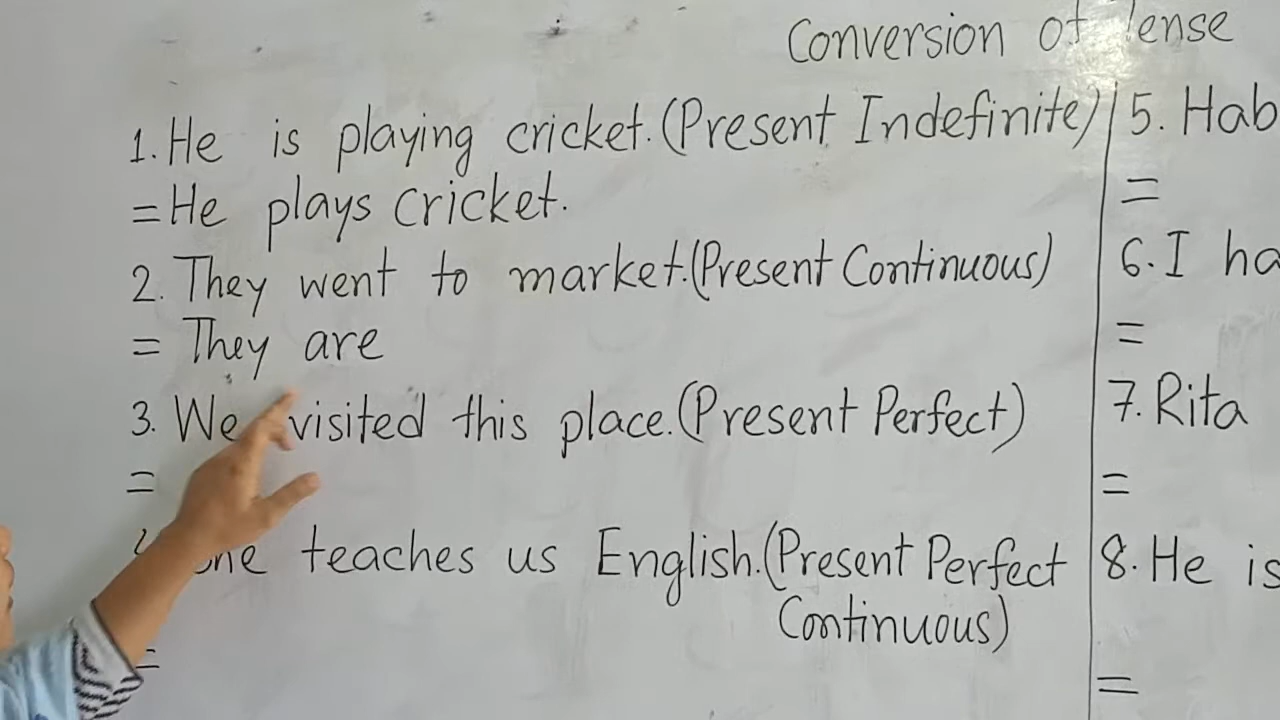 Conversion of Tense
1. He is playing cricket. (Present Indefinite)
= He plays cricket.
2. They went to market. (Present Continuous)
= They are
3. We visited this place. (Present Perfect)
=
teaches us English. (Present Perfect
Continuous)
=
5. Hab
=
6. I ha
=
7. Rita
=
8. He is
=